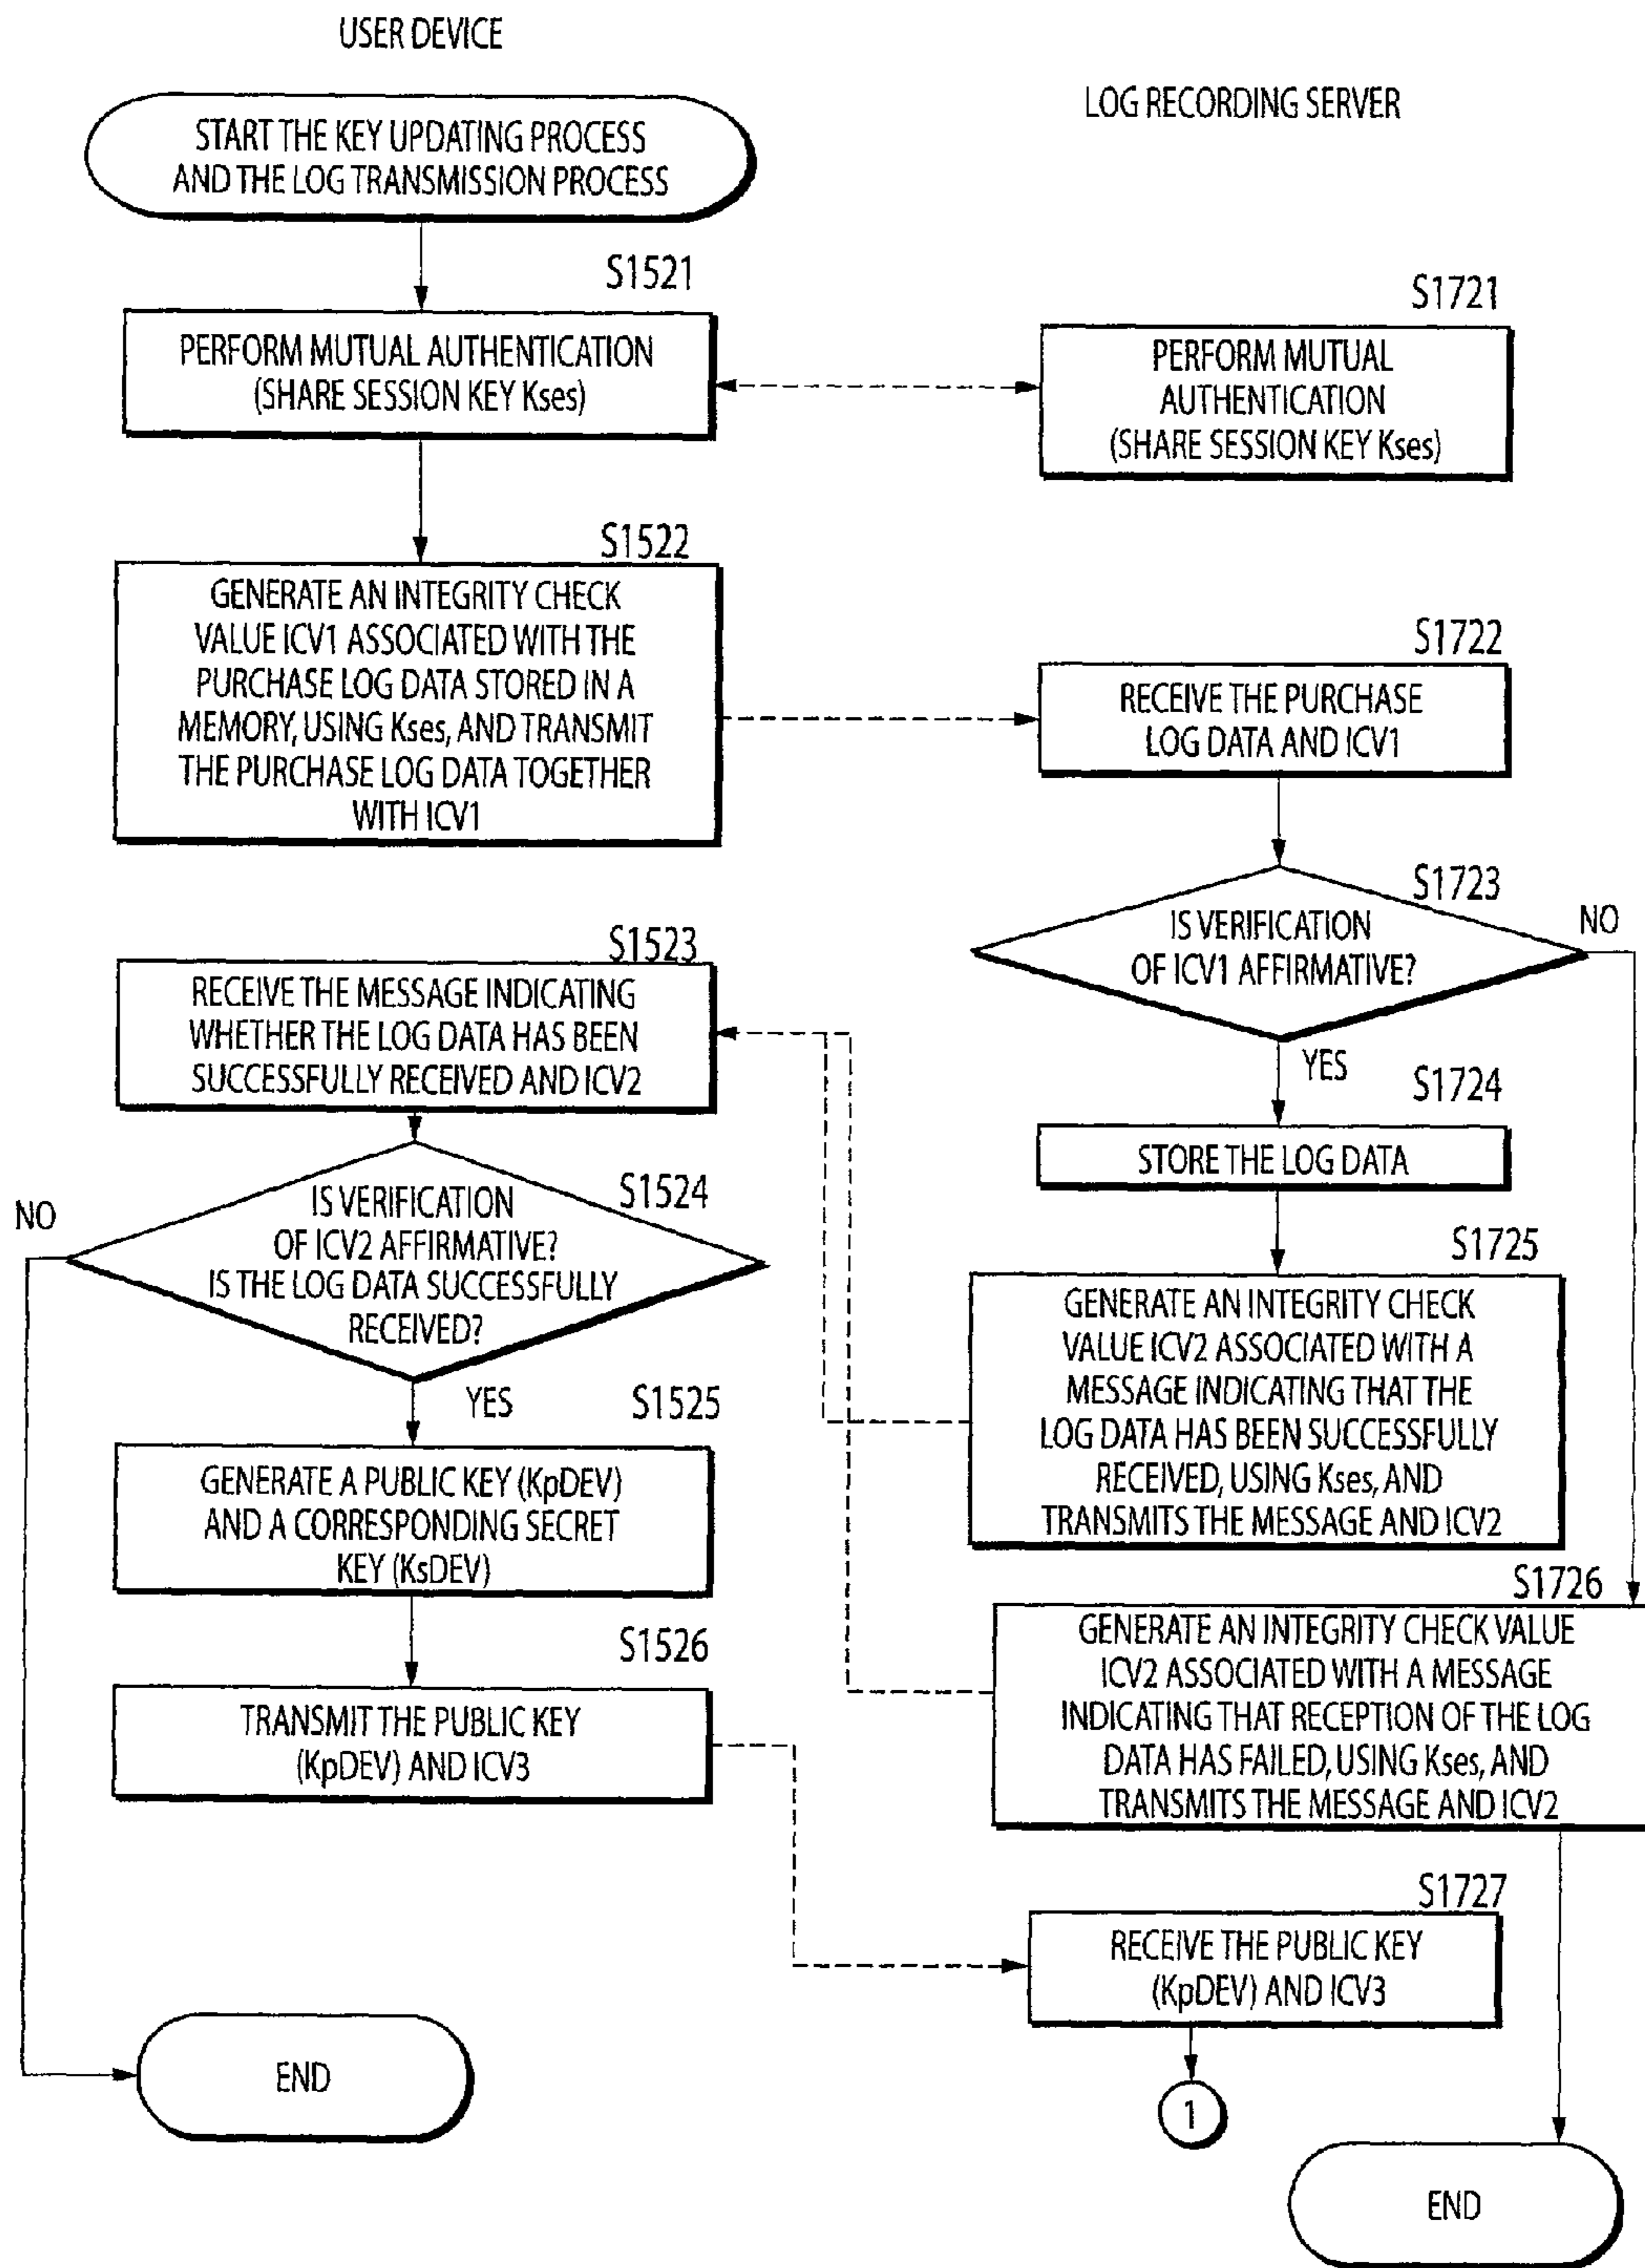 USER DEVICE
LOG RECORDING SERVER
START THE KEY UPDATING PROCESS
AND THE LOG TRANSMISSION PROCESS
S1521
PERFORM MUTUAL AUTHENTICATION
(SHARE SESSION KEY Kses)
S1721
PERFORM MUTUAL
AUTHENTICATION
(SHARE SESSION KEY Kses)
S1522
GENERATE AN INTEGRITY CHECK
VALUE ICV1 ASSOCIATED WITH THE
PURCHASE LOG DATA STORED IN A
MEMORY, USING Kses, AND TRANSMIT
THE PURCHASE LOG DATA TOGETHER
WITH ICV1
S1722
RECEIVE THE PURCHASE
LOG DATA AND ICV1
S1723
IS VERIFICATION
OF ICV1 AFFIRMATIVE?
NO
YES
S1523
RECEIVE THE MESSAGE INDICATING
WHETHER THE LOG DATA HAS BEEN
SUCCESSFULLY RECEIVED AND ICV2
S1724
STORE THE LOG DATA
S1524
IS VERIFICATION
OF ICV2 AFFIRMATIVE?
IS THE LOG DATA SUCCESSFULLY
RECEIVED?
NO
YES
S1725
GENERATE AN INTEGRITY CHECK
VALUE ICV2 ASSOCIATED WITH A
MESSAGE INDICATING THAT THE
LOG DATA HAS BEEN SUCCESSFULLY
RECEIVED, USING Kses, AND
TRANSMITS THE MESSAGE AND ICV2
S1525
GENERATE A PUBLIC KEY (KpDEV)
AND A CORRESPONDING SECRET
KEY (KsDEV)
S1726
GENERATE AN INTEGRITY CHECK VALUE
ICV2 ASSOCIATED WITH A MESSAGE
INDICATING THAT RECEPTION OF THE LOG
DATA HAS FAILED, USING Kses, AND
TRANSMITS THE MESSAGE AND ICV2
S1526
TRANSMIT THE PUBLIC KEY
(KpDEV) AND ICV3
S1727
RECEIVE THE PUBLIC KEY
(KpDEV) AND ICV3
END
1
END